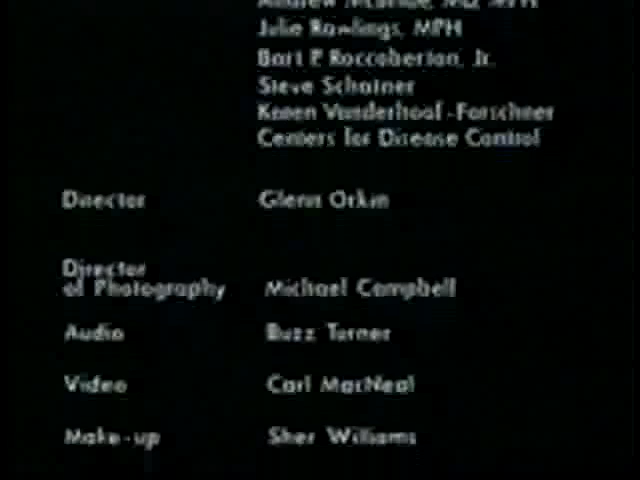 MPH
Julie Rawlings, MPH
Bart P. Roccoberton, Jr.
Steve
Karen Vanderhoof-Forschner
Centers for Disease Control
Director Glenn Orkin
Director
of Photography Michael Campbell
Audio Buzz Turner
Video Carl MacNeal
Make-up Sher Williams